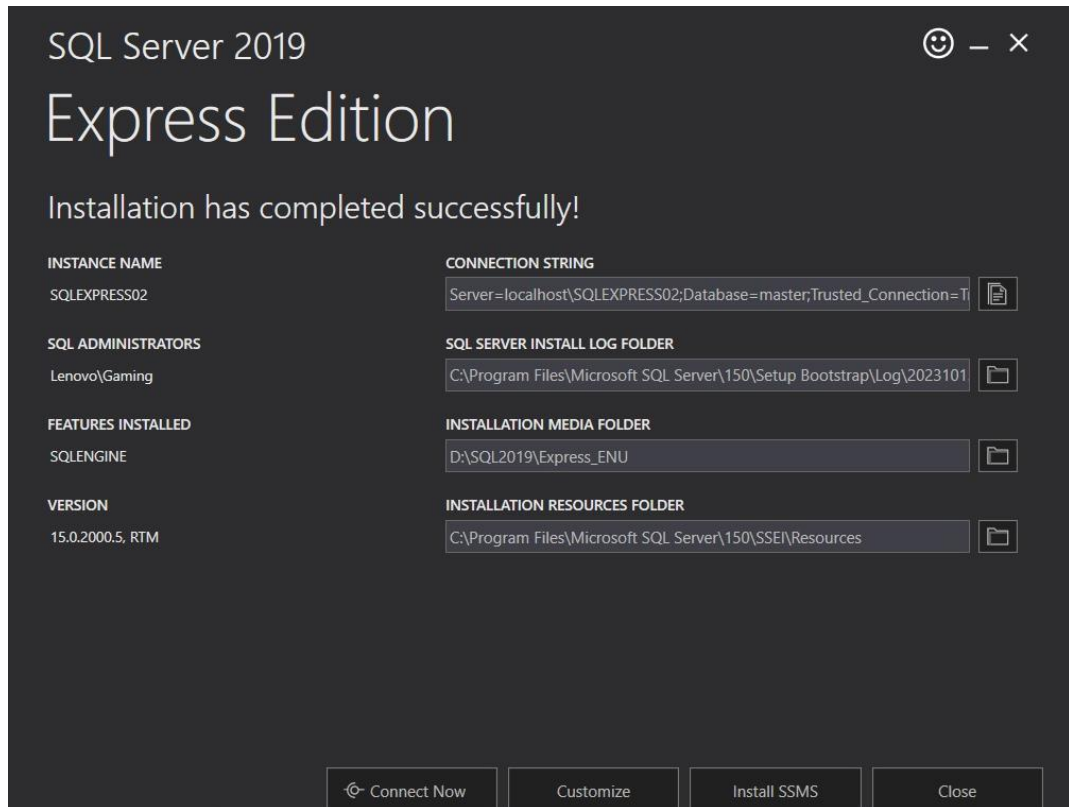 SQL Server 2019
Express Edition
Installation has completed successfully!
INSTANCE NAME
SQLEXPRESS02
CONNECTION STRING
Server=localhost\SQLEXPRESS02;Database=master;Trusted_Connection=Tr
SQL ADMINISTRATORS
Lenovo\Gaming
SQL SERVER INSTALL LOG FOLDER
C:\Program Files\Microsoft SQL Server\150\Setup Bootstrap\Log\2023101
FEATURES INSTALLED
SQLENGINE
INSTALLATION MEDIA FOLDER
D:\SQL2019\Express_ENU
VERSION
15.0.2000.5, RTM
INSTALLATION RESOURCES FOLDER
C:\Program Files\Microsoft SQL Server\150\SSEI\Resources
Connect Now
Customize
Install SSMS
Close